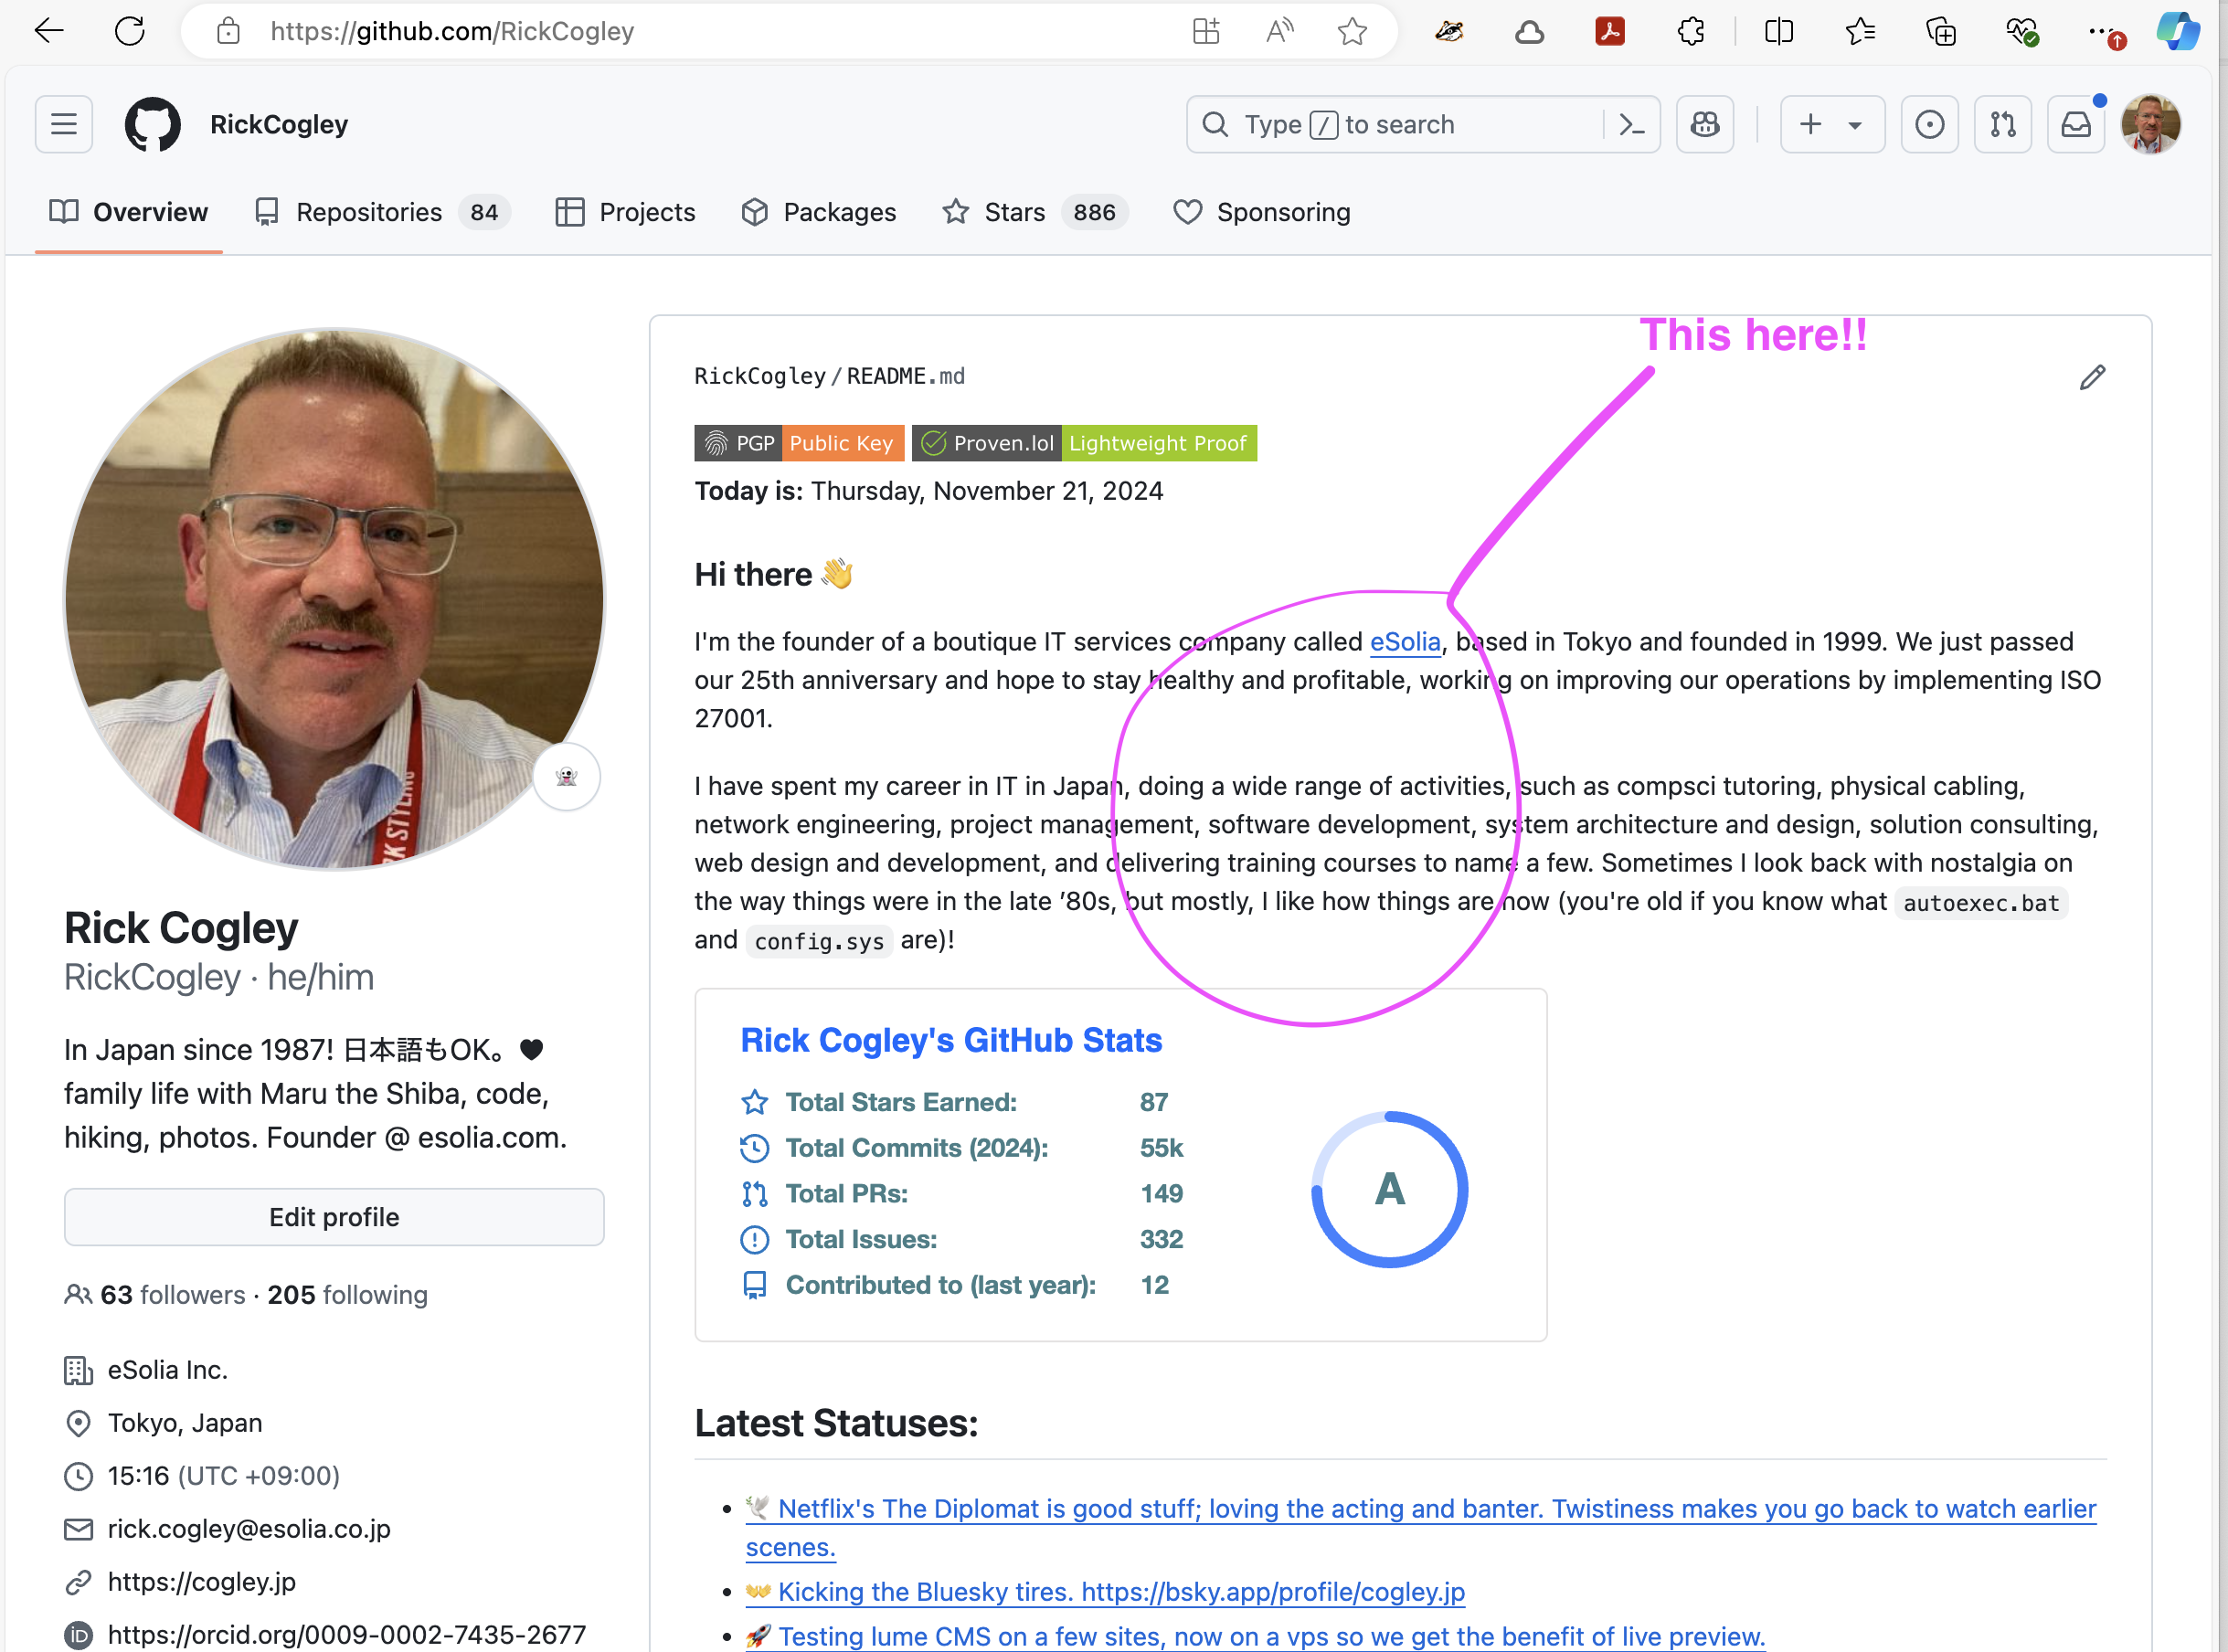 https://github.com/RickCogley
RickCogley
Type / to search
Overview
Repositories 84
Projects
Packages
Stars 886
Sponsoring
This here!!
RickCogley/README.md
PGP Public Key
Proven.lol Lightweight Proof
Today is: Thursday, November 21, 2024
Hi there 👋
I'm the founder of a boutique IT services company called eSolia, based in Tokyo and founded in 1999. We just passed
our 25th anniversary and hope to stay healthy and profitable, working on improving our operations by implementing ISO
27001.
I have spent my career in IT in Japan, doing a wide range of activities, such as compsci tutoring, physical cabling,
network engineering, project management, software development, system architecture and design, solution consulting,
web design and development, and delivering training courses to name a few. Sometimes I look back with nostalgia on
the way things were in the late ’80s, but mostly, I like how things are now (you're old if you know what autoexec.bat
and config.sys are)!
Rick Cogley's GitHub Stats
Total Stars Earned: 87
Total Commits (2024): 55k
Total PRs: 149
Total Issues: 332
Contributed to (last year): 12
A
Latest Statuses:
🕊️ Netflix's The Diplomat is good stuff; loving the acting and banter. Twistiness makes you go back to watch earlier
scenes.
👐 Kicking the Bluesky tires. https://bsky.app/profile/cogley.jp
🚀 Testing lume CMS on a few sites, now on a vps so we get the benefit of live preview.
RK STYLING
Rick Cogley
RickCogley · he/him
In Japan since 1987! 日本語もOK。🖤
family life with Maru the Shiba, code,
hiking, photos. Founder @ esolia.com.
Edit profile
63 followers · 205 following
eSolia Inc.
Tokyo, Japan
15:16 (UTC +09:00)
rick.cogley@esolia.co.jp
https://cogley.jp
iD https://orcid.org/0009-0002-7435-2677